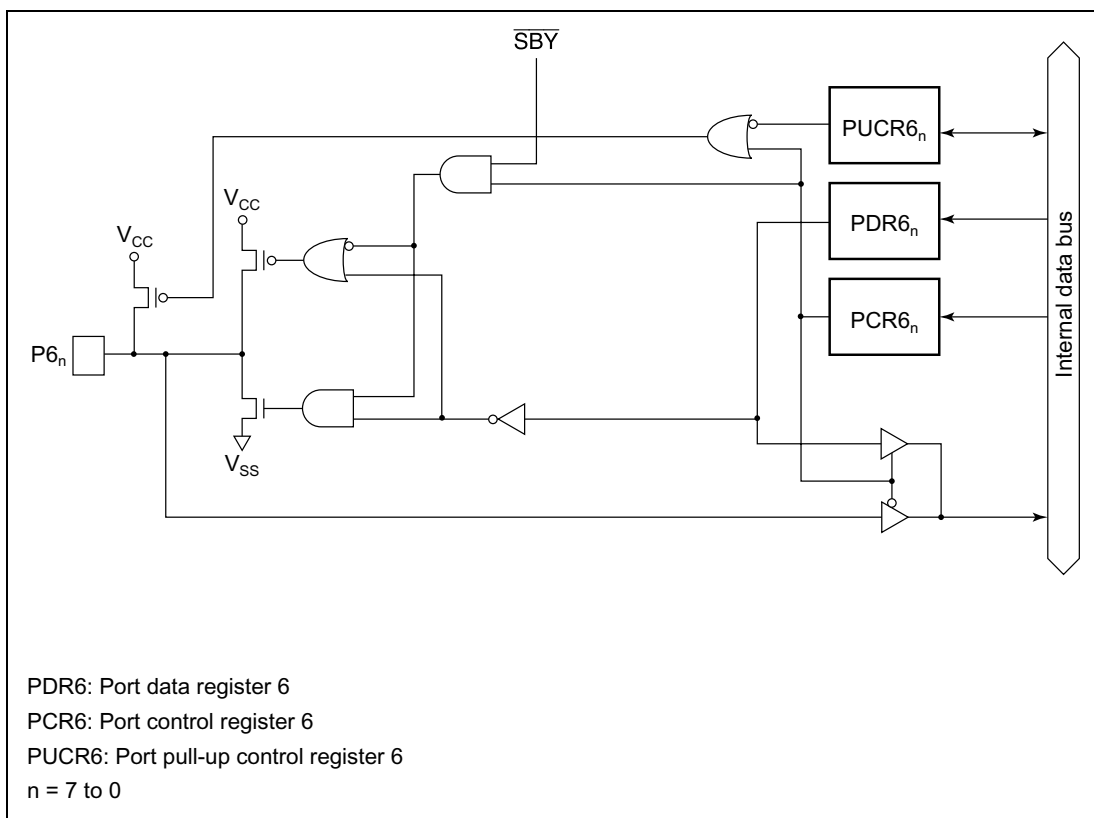 SBY
PUCR6n
VCC
PDR6n
VCC
PCR6n
Internal data bus
P6n
VSS
PDR6: Port data register 6
PCR6: Port control register 6
PUCR6: Port pull-up control register 6
n = 7 to 0